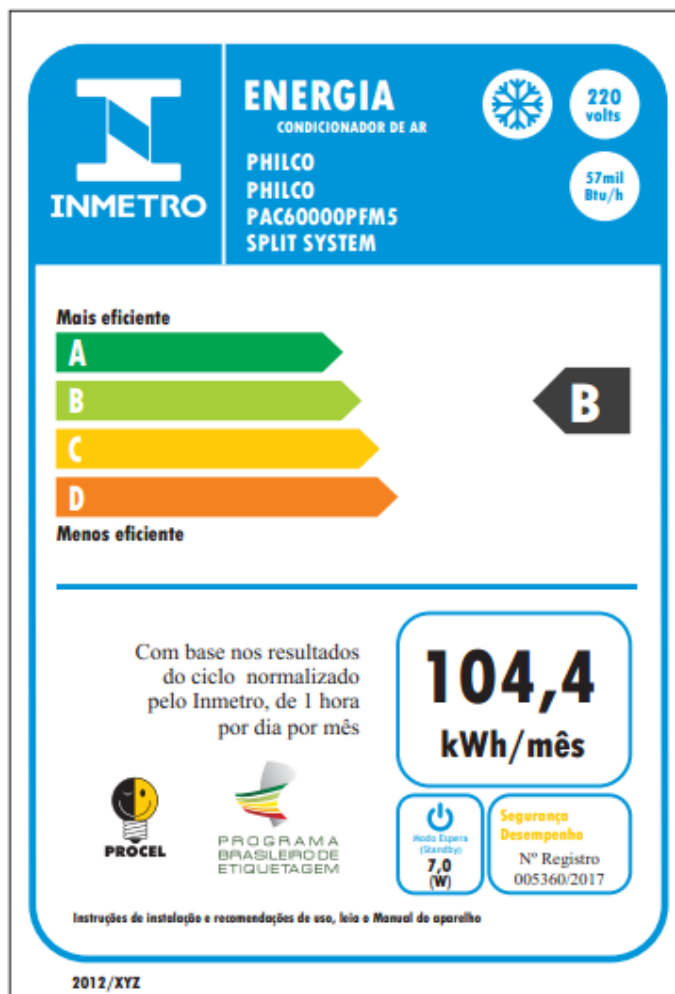 INMETRO
ENERGIA
CONDICIONADOR DE AR
220
volts
57mil
Btu/h
PHILCO
PHILCO
PAC60000PFM5
SPLIT SYSTEM
Mais eficiente
A
B
B
C
D
Menos eficiente
Com base nos resultados
do ciclo normalizado
pelo Inmetro, de 1 hora
por dia por mês
104,4
kWh/mês
PROCEL
PROGRAMA
BRASILEIRO DE
ETIQUETAGEM
Modo Espera
(Standby)
7,0
(W)
Segurança
Desempenho
Nº Registro
005360/2017
Instruções de instalação e recomendações de uso, leia o Manual do aparelho
2012/XYZ